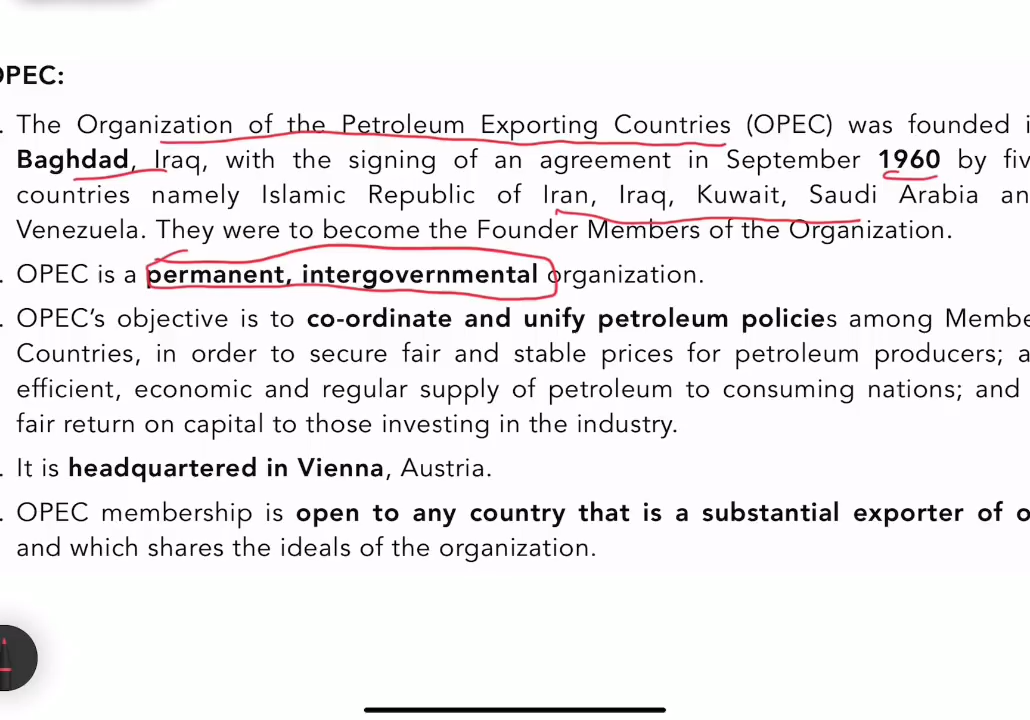 OPEC:
The Organization of the Petroleum Exporting Countries (OPEC) was founded
Baghdad, Iraq, with the signing of an agreement in September 1960 by
countries namely Islamic Republic of Iran, Iraq, Kuwait, Saudi Arabia
Venezuela. They were to become the Founder Members of the Organization.
OPEC is a permanent, intergovernmental organization.
OPEC's objective is to co-ordinate and unify petroleum policies among
Countries, in order to secure fair and stable prices for petroleum producers;
efficient, economic and regular supply of petroleum to consuming nations; and
fair return on capital to those investing in the industry.
It is headquartered in Vienna, Austria.
OPEC membership is open to any country that is a substantial exporter of
and which shares the ideals of the organization.